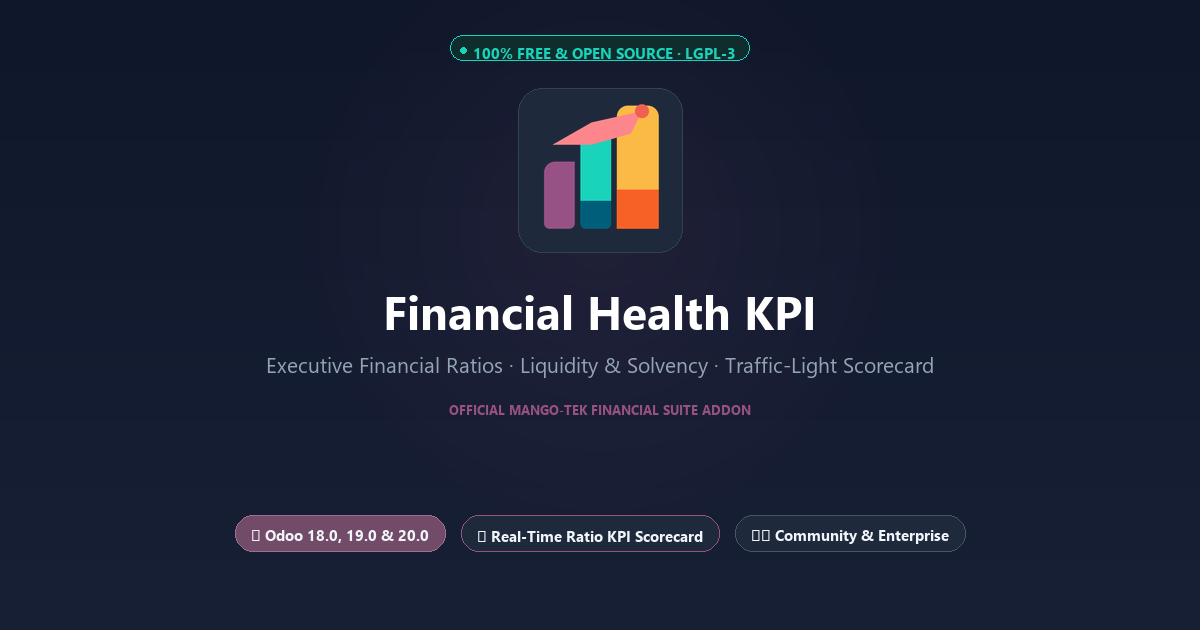 100% FREE & OPEN SOURCE · LGPL-3
Financial Health KPI
Executive Financial Ratios · Liquidity & Solvency · Traffic-Light Scorecard
OFFICIAL MANGO-TEK FINANCIAL SUITE ADDON
Odoo 18.0, 19.0 & 20.0
Real-Time Ratio KPI Scorecard
Community & Enterprise